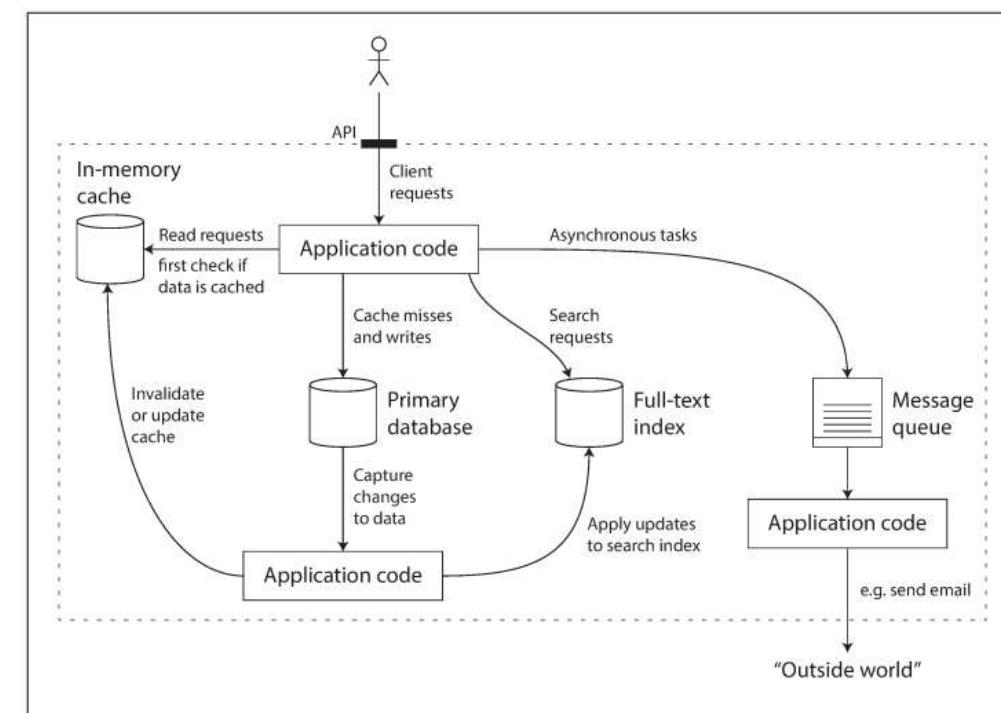 API
Client
requests
In-memory
cache
Read requests
first check if
data is cached
Application code
Asynchronous tasks
Cache misses
and writes
Search
requests
Invalidate
or update
cache
Primary
database
Full-text
index
Message
queue
Capture
changes
to data
Apply updates
to search index
Application code
Application code
e.g. send email
“Outside world”